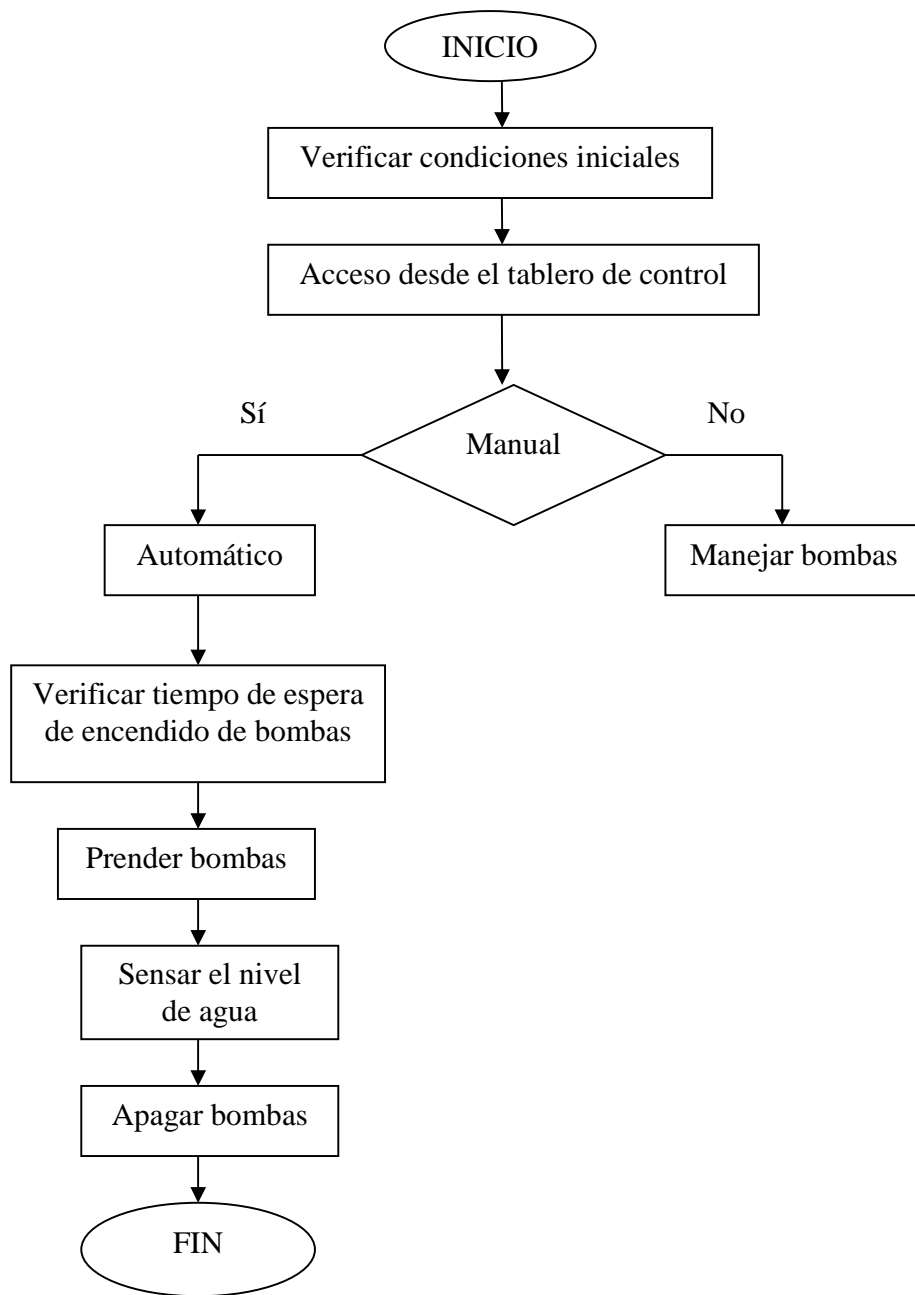 INICIO
Verificar condiciones iniciales
Acceso desde el tablero de control
Sí
No
Manual
Automático
Manejar bombas
Verificar tiempo de espera
de encendido de bombas
Prender bombas
Sensar el nivel
de agua
Apagar bombas
FIN